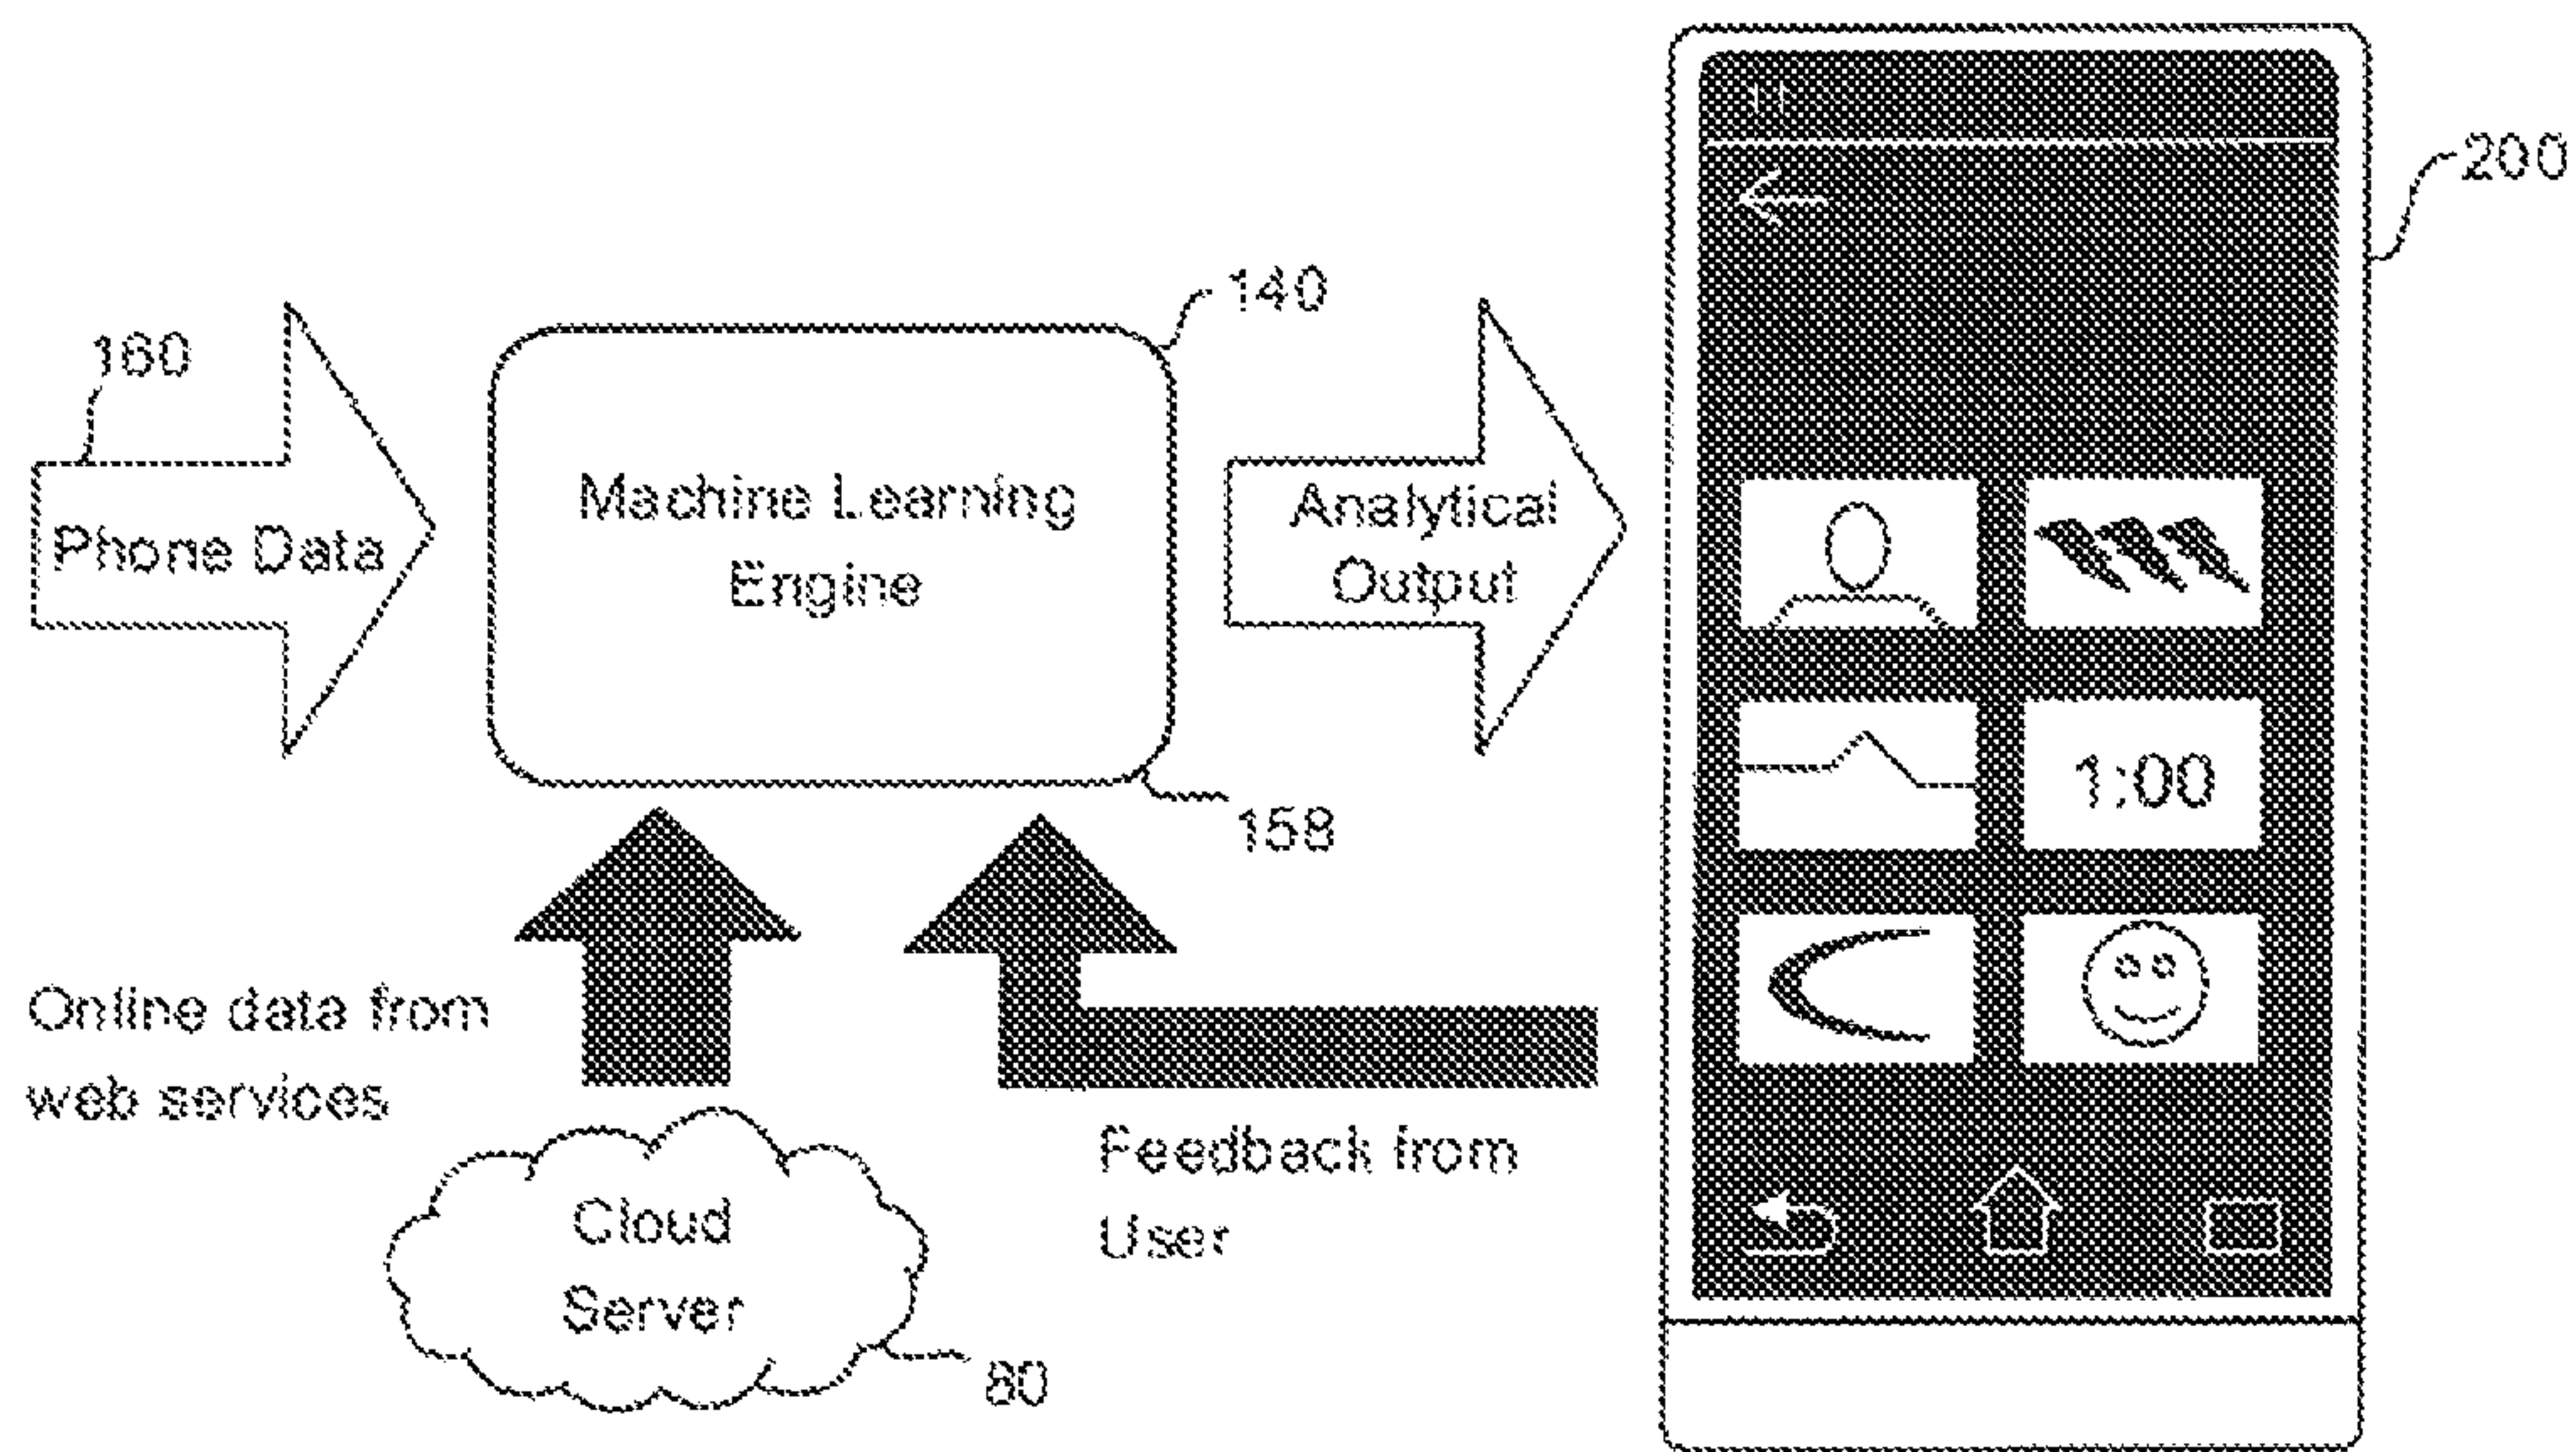 200
140
160
Phone Data
Machine Learning
Engine
Analytical
Output
1:00
158
Online data from
web services
Feedback from
User
Cloud
Server
80